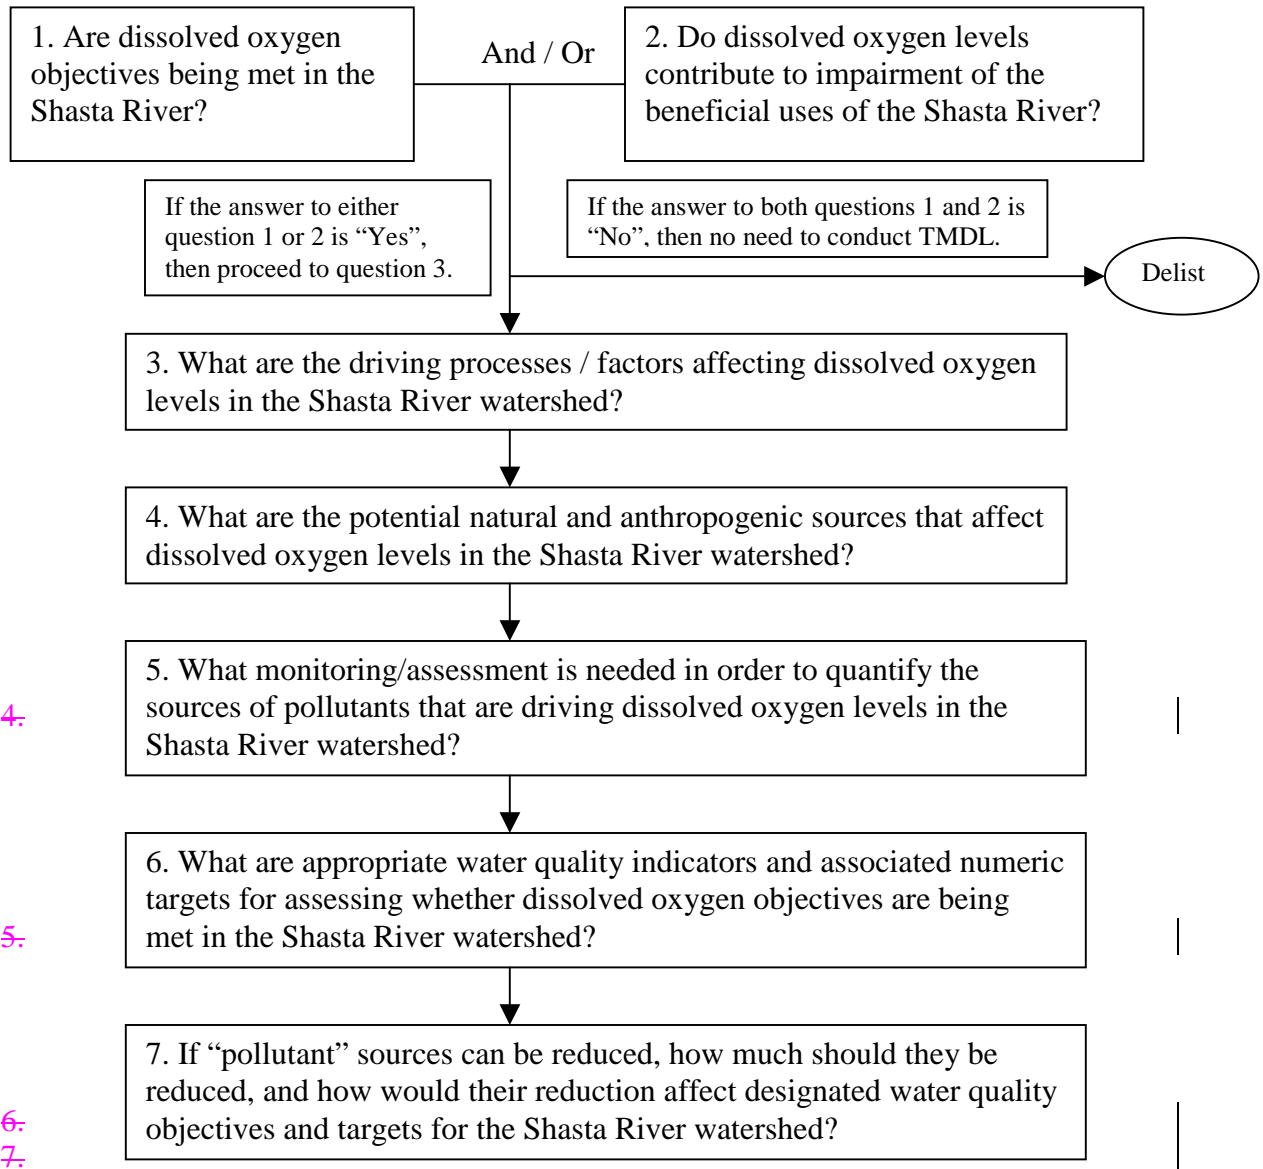 1. Are dissolved oxygen
objectives being met in the
Shasta River?
And / Or
2. Do dissolved oxygen levels
contribute to impairment of the
beneficial uses of the Shasta River?
If the answer to either
question 1 or 2 is “Yes”,
then proceed to question 3.
If the answer to both questions 1 and 2 is
“No”, then no need to conduct TMDL.
Delist
3. What are the driving processes / factors affecting dissolved oxygen
levels in the Shasta River watershed?
4. What are the potential natural and anthropogenic sources that affect
dissolved oxygen levels in the Shasta River watershed?
5. What monitoring/assessment is needed in order to quantify the
sources of pollutants that are driving dissolved oxygen levels in the
Shasta River watershed?
4.
6. What are appropriate water quality indicators and associated numeric
targets for assessing whether dissolved oxygen objectives are being
met in the Shasta River watershed?
5.
7. If “pollutant” sources can be reduced, how much should they be
reduced, and how would their reduction affect designated water quality
objectives and targets for the Shasta River watershed?
6.
7.